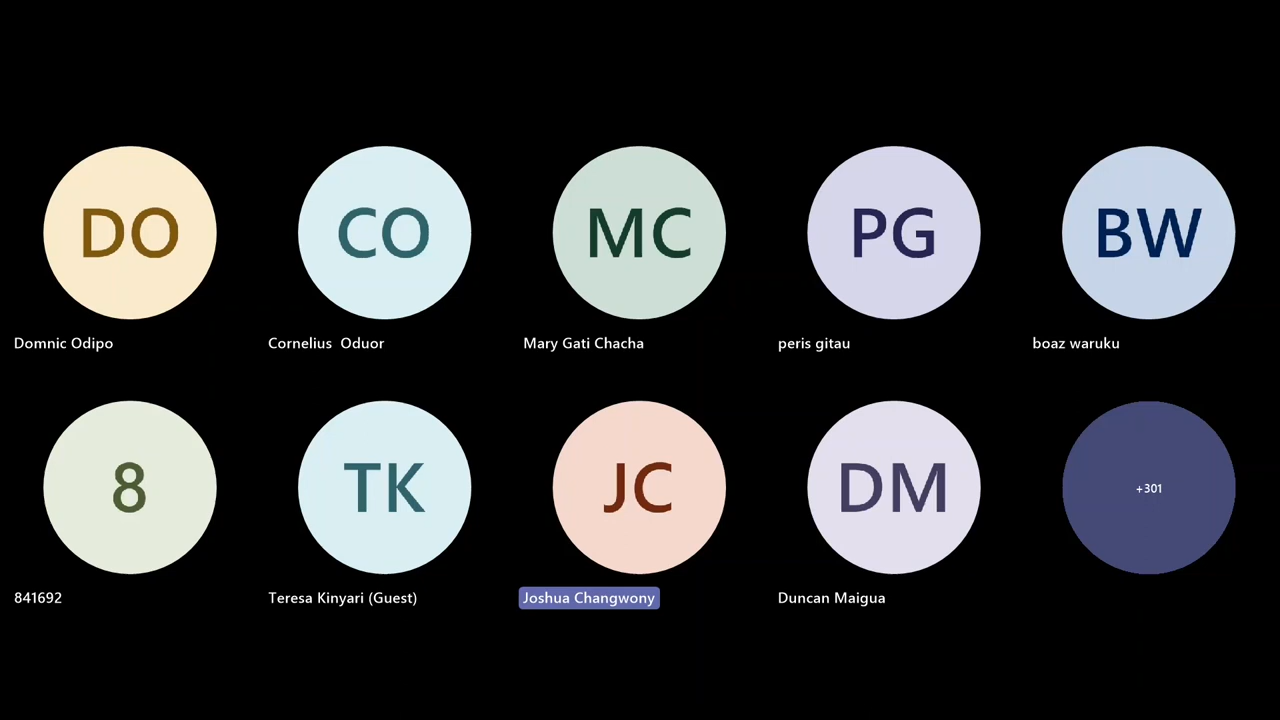 DO
CO
MC
PG
BW
Domnic Odipo
Cornelius  Oduor
Mary Gati Chacha
peris gitau
boaz waruku
8
TK
JC
DM
+301
841692
Teresa Kinyari (Guest)
Joshua Changwony
Duncan Maigua